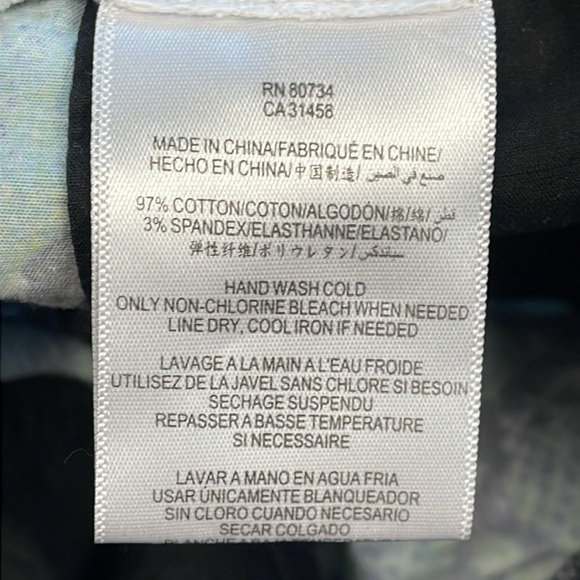 RN 80734
CA 31458
MADE IN CHINA/FABRIQUÉ EN CHINE/
HECHO EN CHINA/中国制造/ صنع في الصين
97% COTTON/COTON/ALGODÓN/棉/綿/ قطن/
3% SPANDEX/ELASTHANNE/ELASTANO/
弹性纤维/ポリウレタン/ سباندكس
HAND WASH COLD
ONLY NON-CHLORINE BLEACH WHEN NEEDED
LINE DRY, COOL IRON IF NEEDED
LAVAGE A LA MAIN A L'EAU FROIDE
UTILISEZ DE LA JAVEL SANS CHLORE SI BESOIN
SECHAGE SUSPENDU
REPASSER A BASSE TEMPERATURE
SI NECESSAIRE
LAVAR A MANO EN AGUA FRIA
USAR ÚNICAMENTE BLANQUEADOR
SIN CLORO CUANDO NECESARIO
SECAR COLGADO